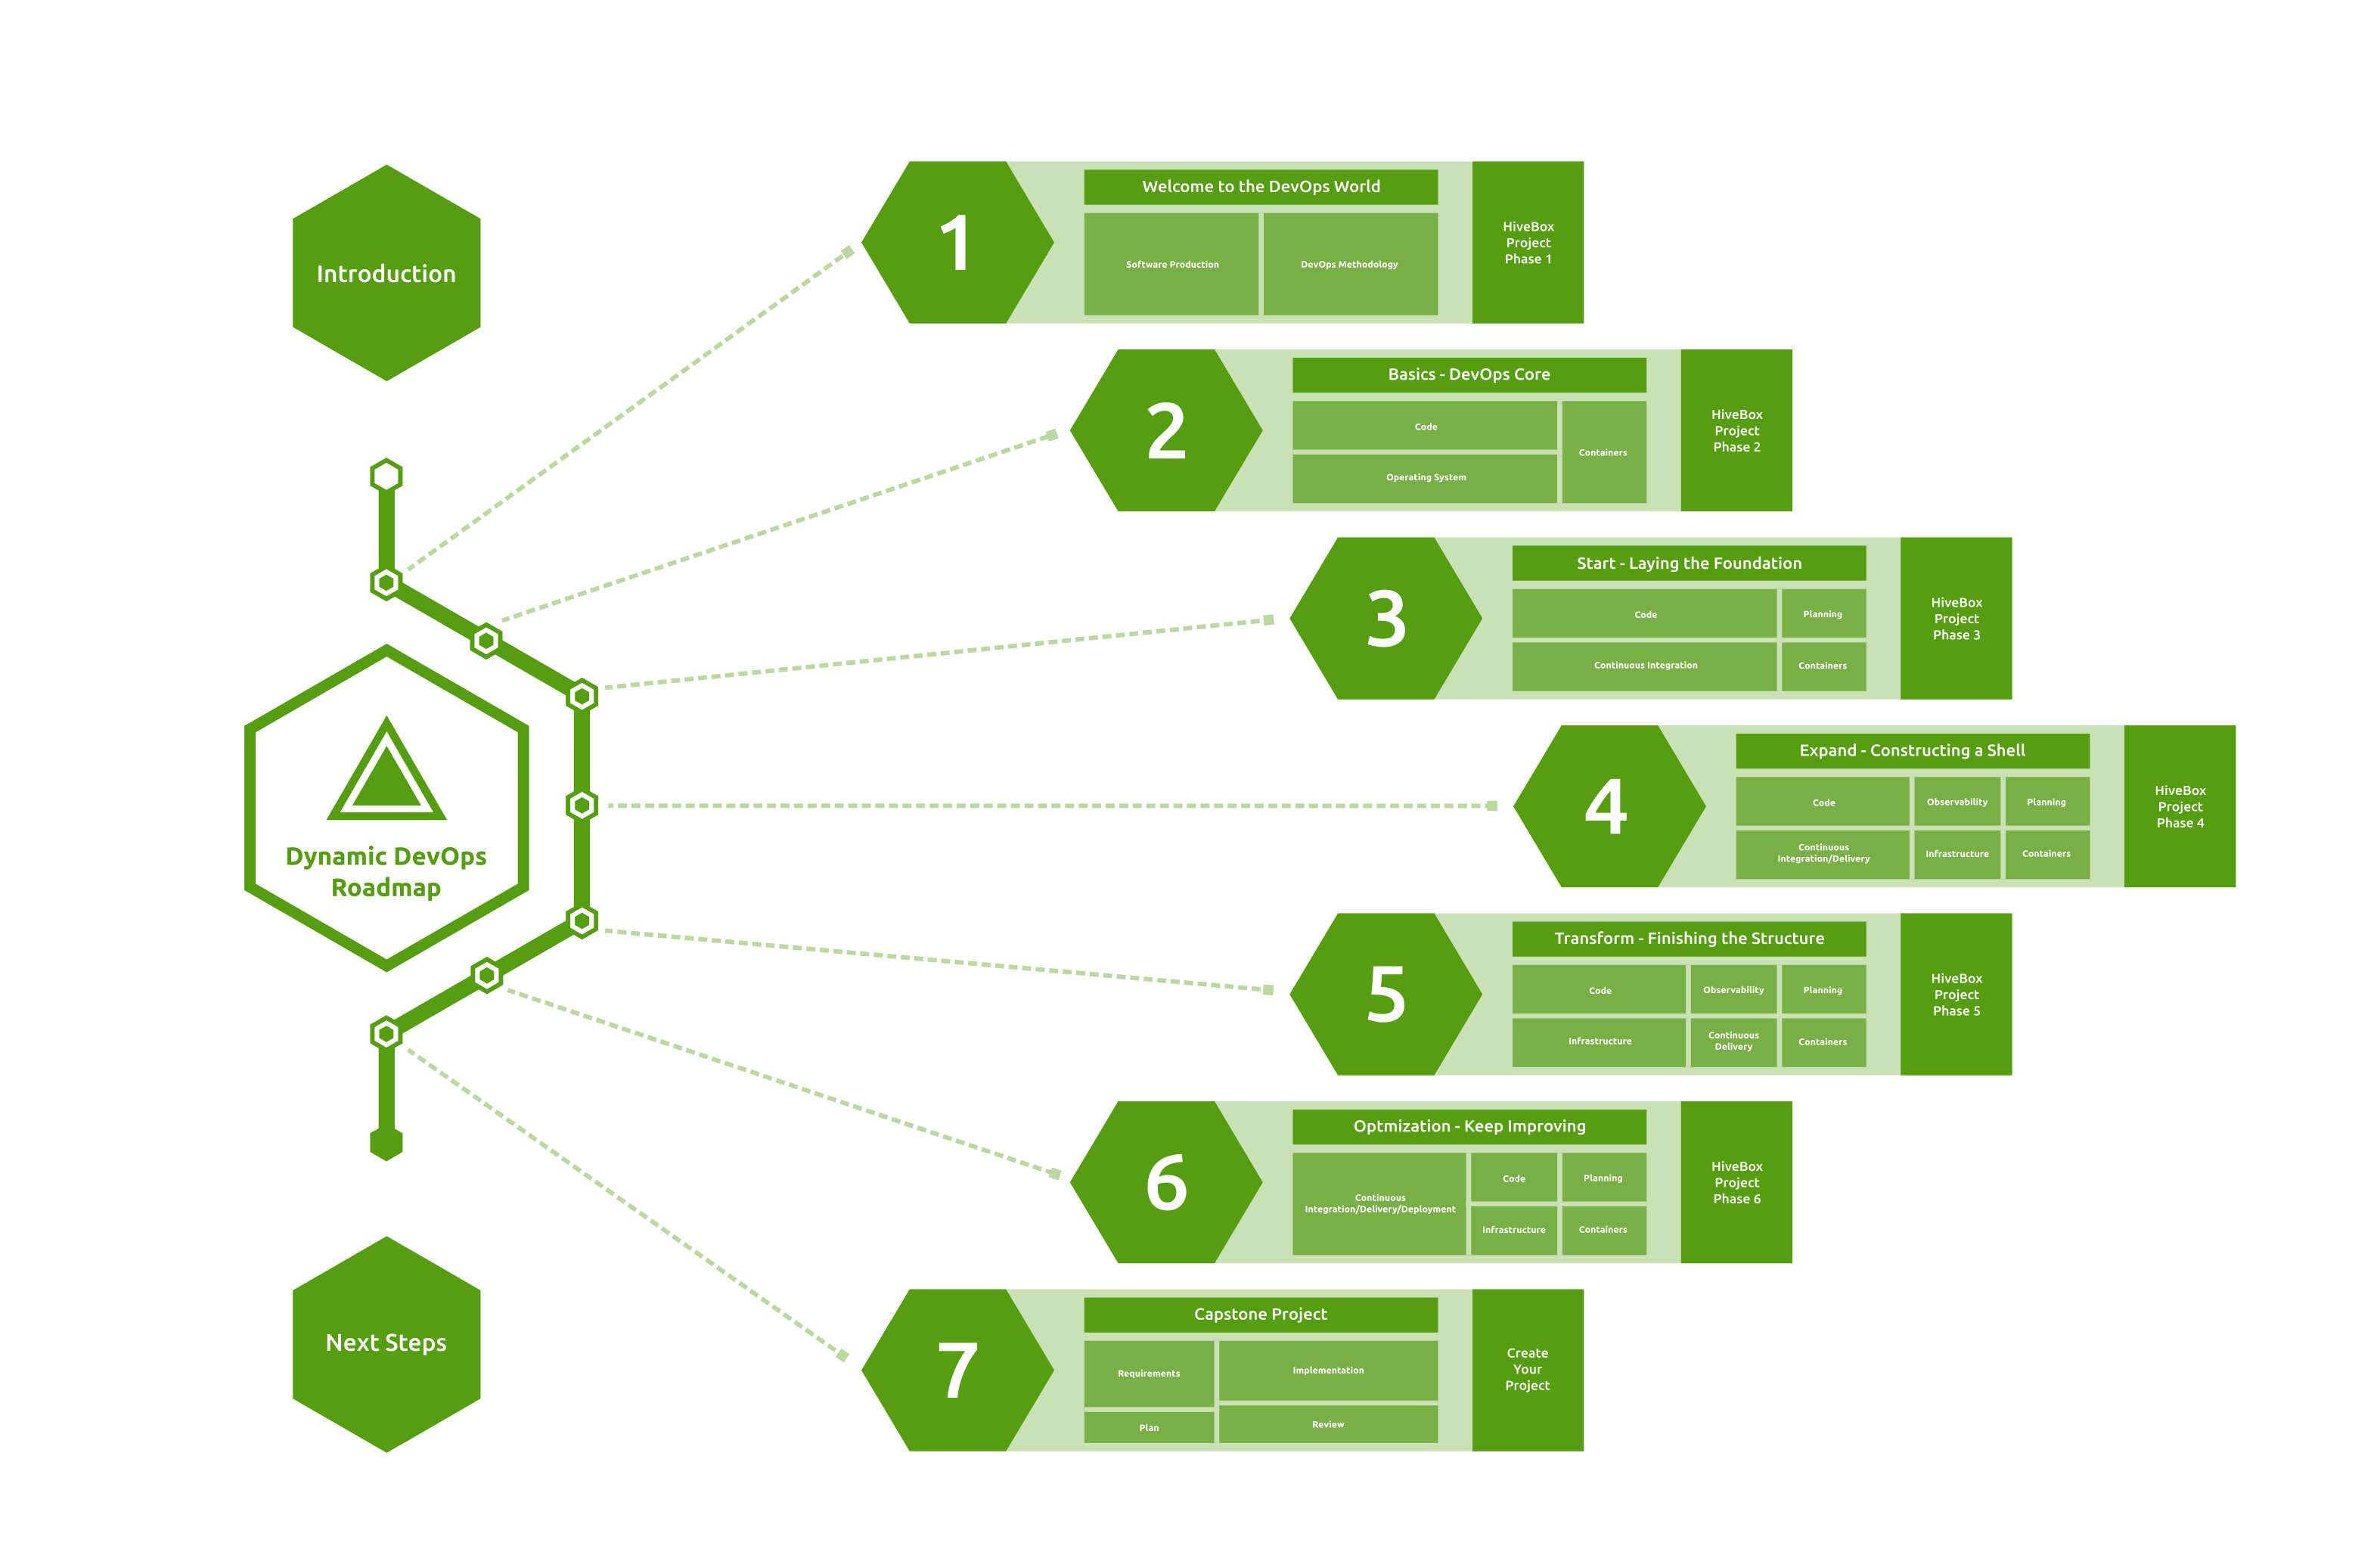 Introduction
Dynamic DevOps
Roadmap
Next Steps
1
Welcome to the DevOps World
Software Production
DevOps Methodology
HiveBox
Project
Phase 1
2
Basics - DevOps Core
Code
Operating System
Containers
HiveBox
Project
Phase 2
3
Start - Laying the Foundation
Code
Planning
Continuous Integration
Containers
HiveBox
Project
Phase 3
4
Expand - Constructing a Shell
Code
Observability
Planning
Continuous
Integration/Delivery
Infrastructure
Containers
HiveBox
Project
Phase 4
5
Transform - Finishing the Structure
Code
Observability
Planning
Infrastructure
Continuous
Delivery
Containers
HiveBox
Project
Phase 5
6
Optmization - Keep Improving
Continuous
Integration/Delivery/Deployment
Code
Planning
Infrastructure
Containers
HiveBox
Project
Phase 6
7
Capstone Project
Requirements
Implementation
Plan
Review
Create
Your
Project